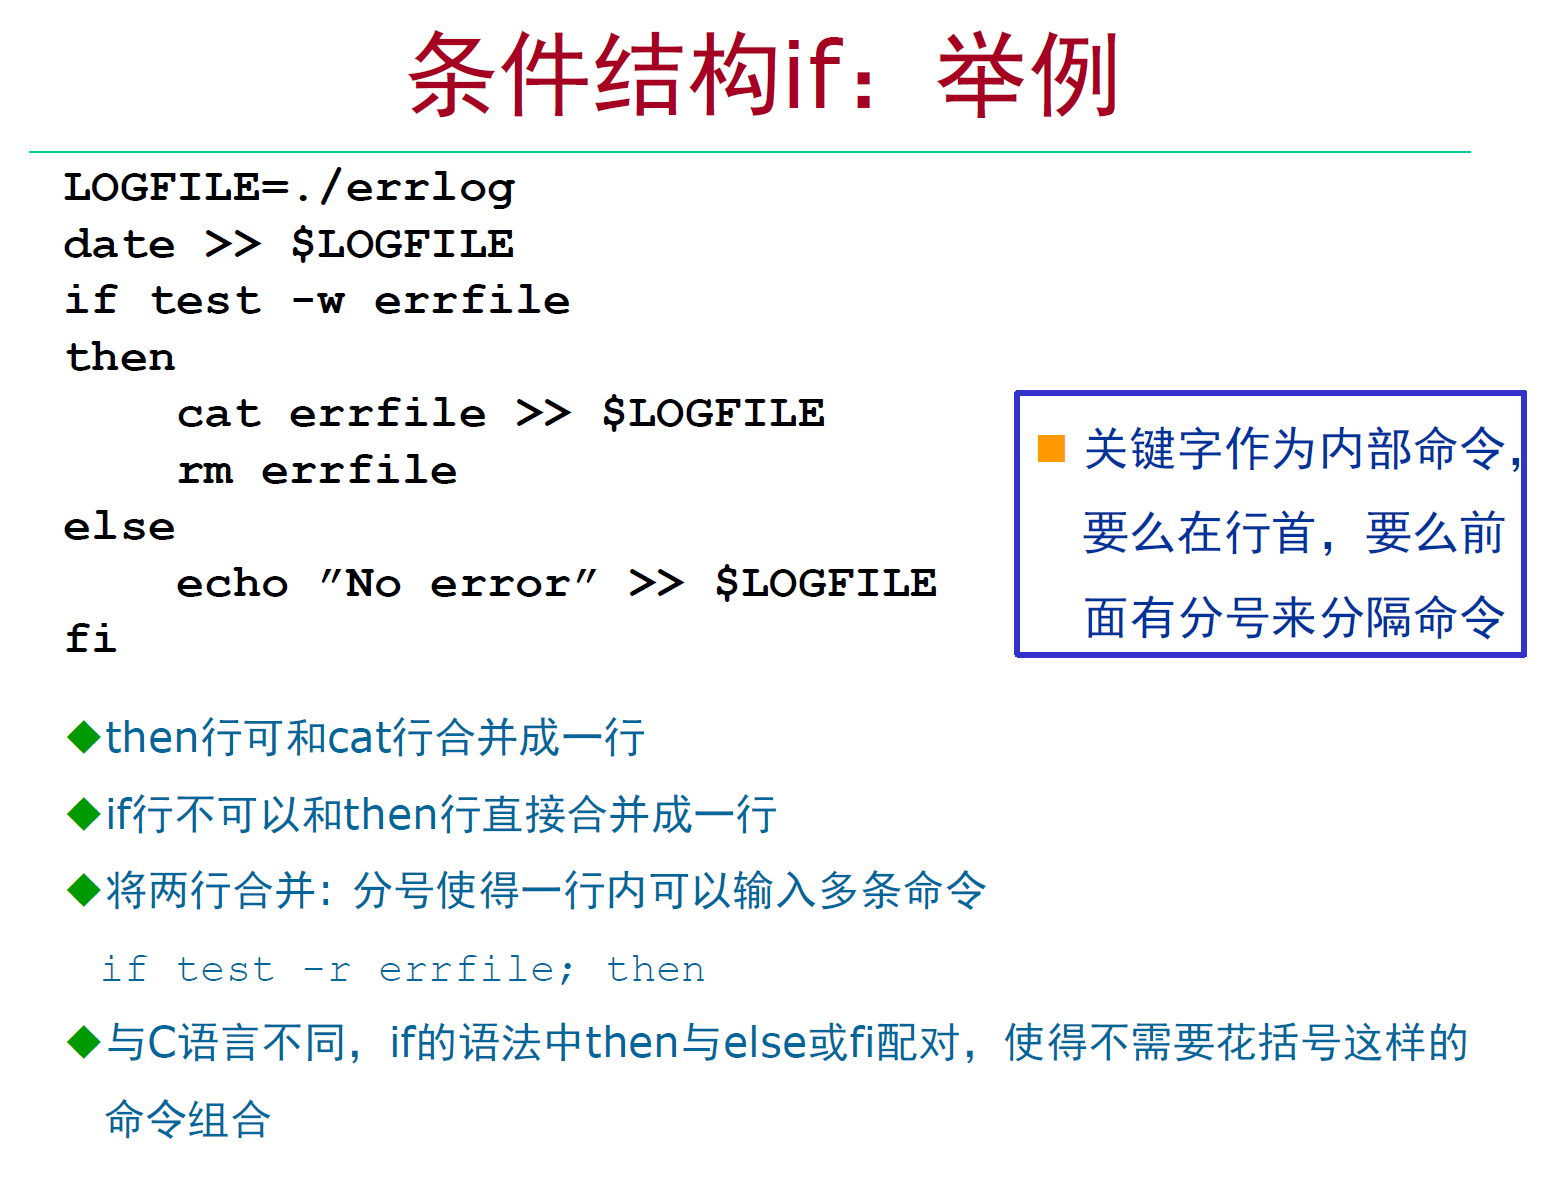 条件结构if：举例
LOGFILE=./errlog
date >> $LOGFILE
if test -w errfile
then
    cat errfile >> $LOGFILE
    rm errfile
else
    echo ″No error″ >> $LOGFILE
fi
关键字作为内部命令，
要么在行首，要么前
面有分号来分隔命令
then行可和cat行合并成一行
if行不可以和then行直接合并成一行
将两行合并：分号使得一行内可以输入多条命令
if test -r errfile; then
与C语言不同，if的语法中then与else或fi配对，使得不需要花括号这样的
命令组合